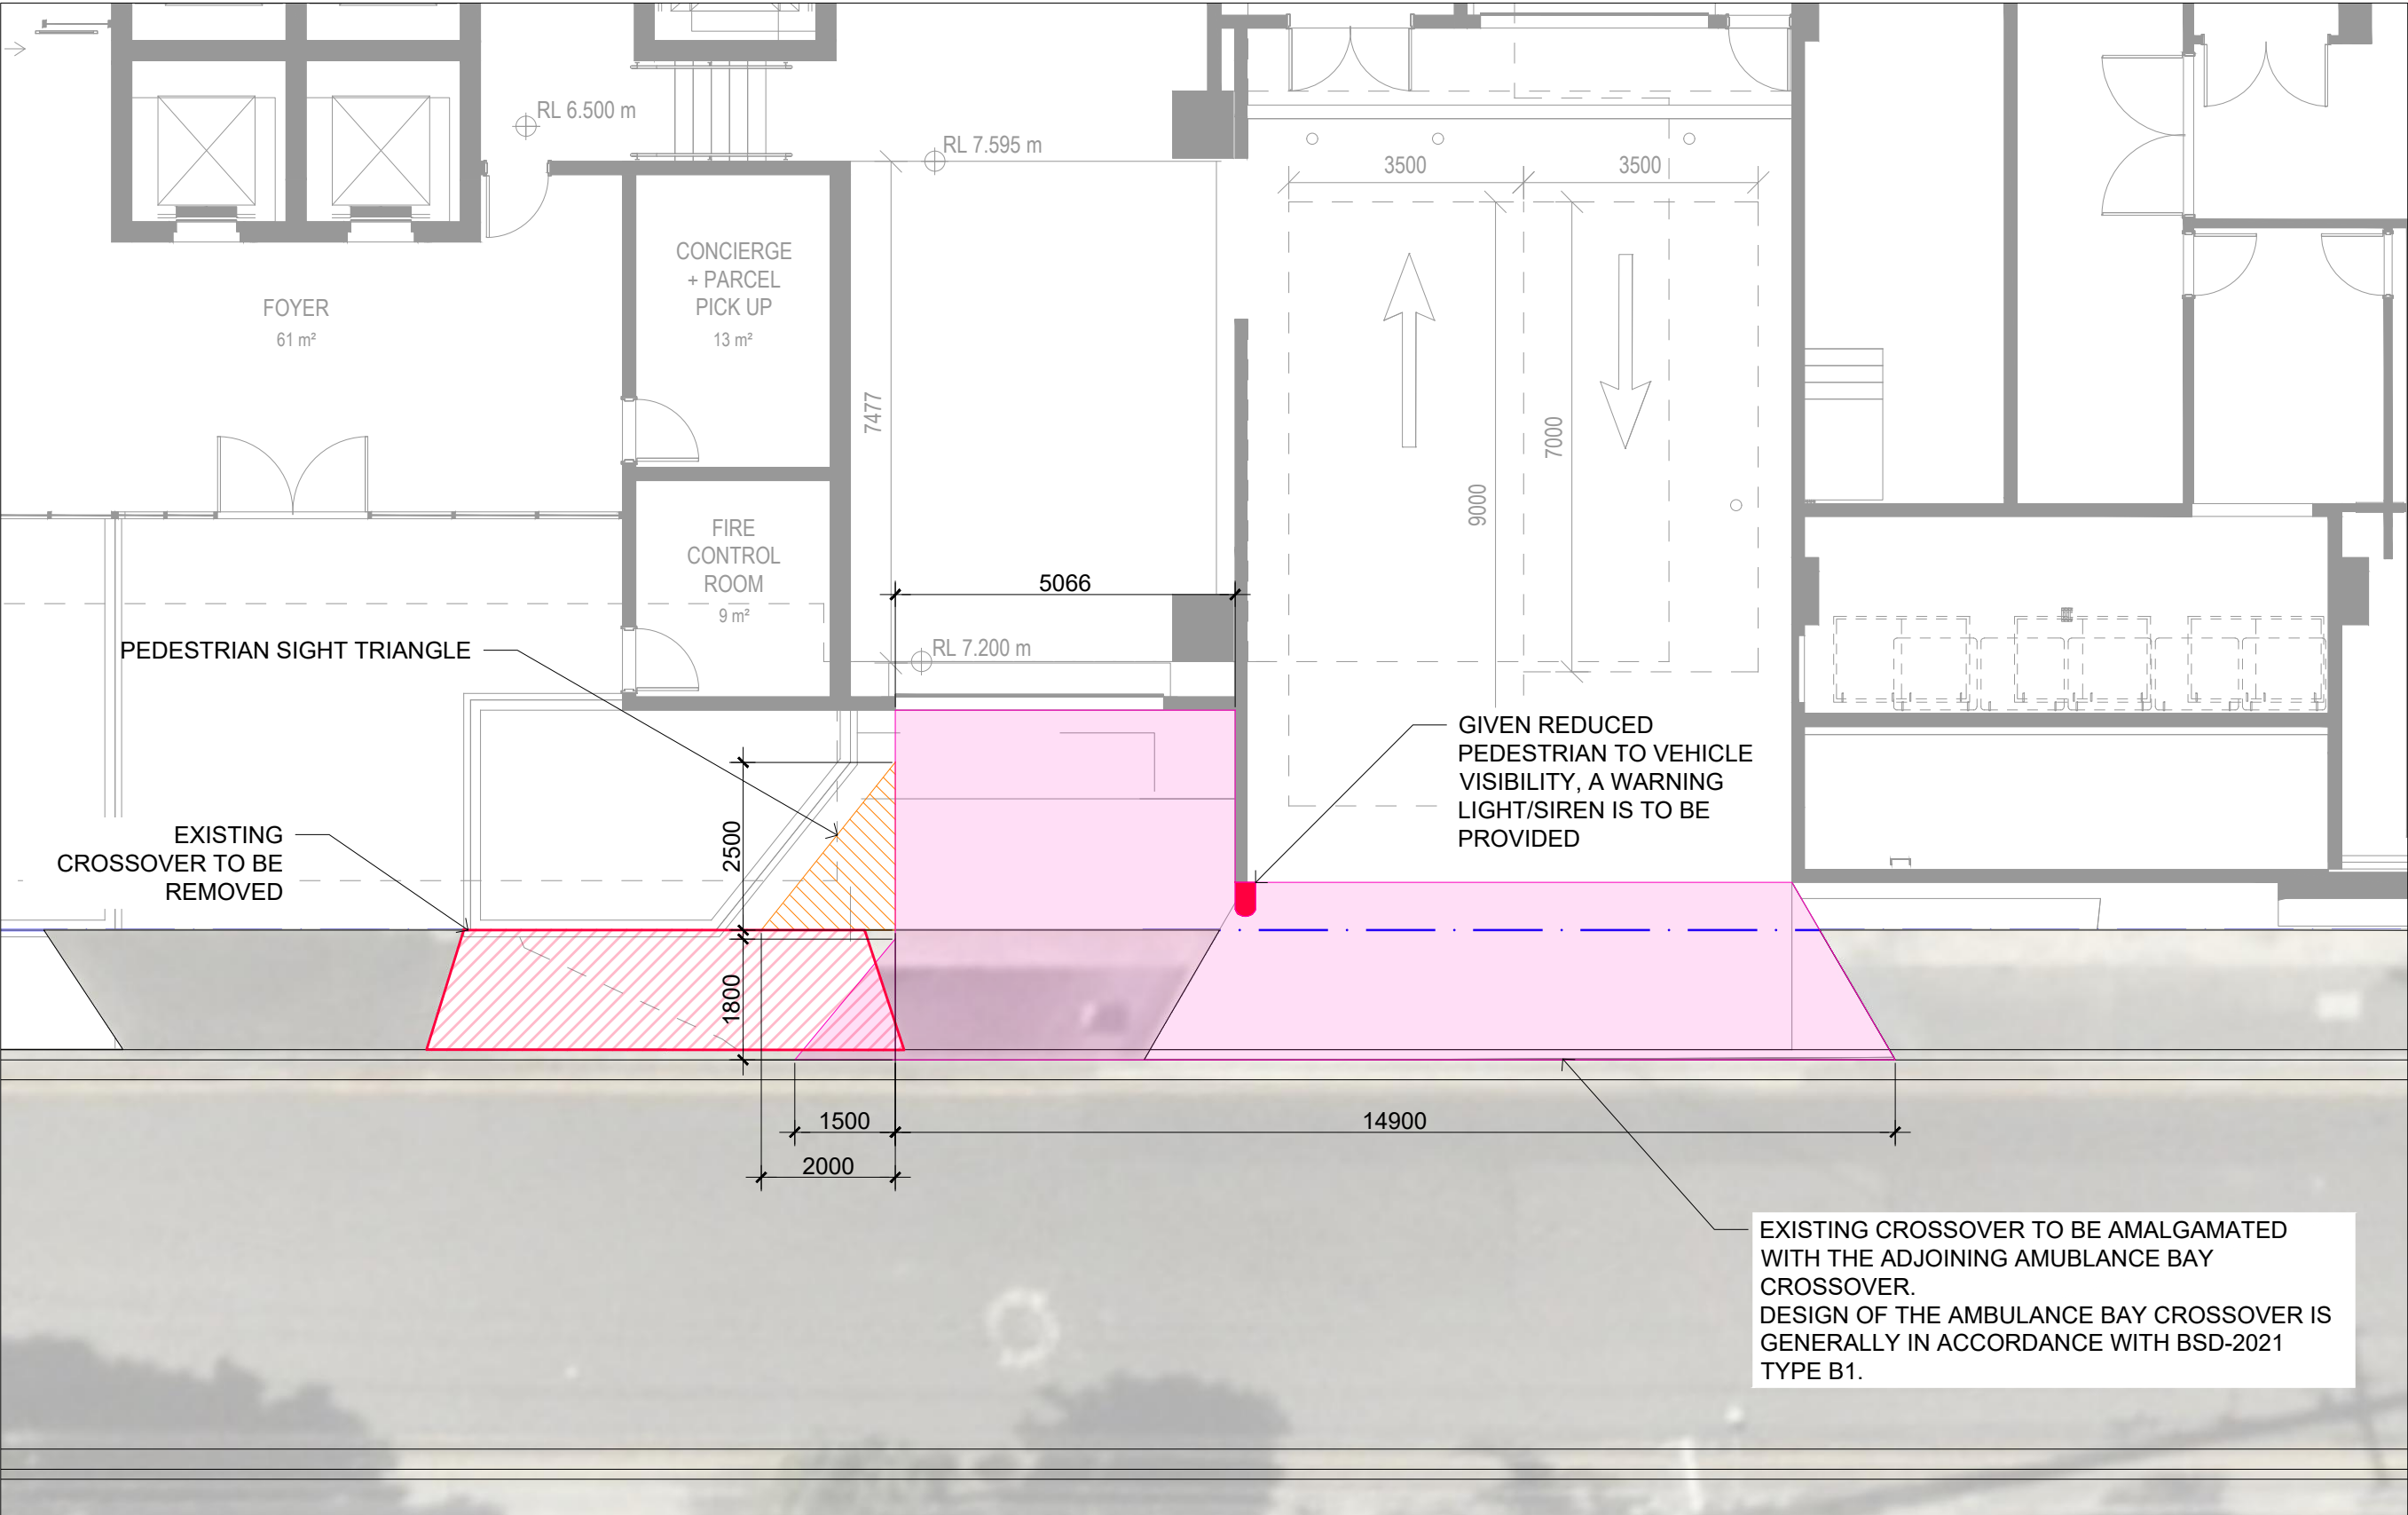 RL 6.500 m
RL 7.595 m
3500
3500
CONCIERGE
+ PARCEL
PICK UP
13 m²
FOYER
61 m²
7477
7000
9000
FIRE
CONTROL
ROOM
9 m²
5066
RL 7.200 m
PEDESTRIAN SIGHT TRIANGLE
GIVEN REDUCED
PEDESTRIAN TO VEHICLE
VISIBILITY, A WARNING
LIGHT/SIREN IS TO BE
PROVIDED
EXISTING
CROSSOVER TO BE
REMOVED
2500
1800
1500
14900
2000
EXISTING CROSSOVER TO BE AMALGAMATED
WITH THE ADJOINING AMUBLANCE BAY
CROSSOVER.
DESIGN OF THE AMBULANCE BAY CROSSOVER IS
GENERALLY IN ACCORDANCE WITH BSD-2021
TYPE B1.